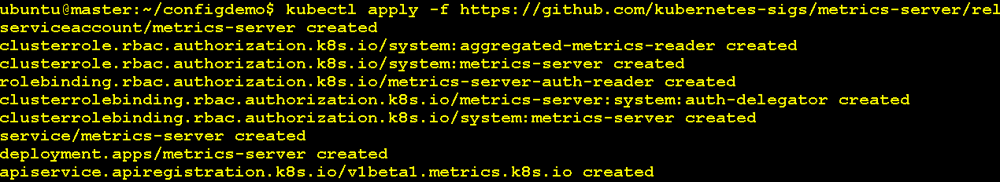 ubuntu@master:~/configdemo$ kubectl apply -f https://github.com/kubernetes-sigs/metrics-server/rel
serviceaccount/metrics-server created
clusterrole.rbac.authorization.k8s.io/system:aggregated-metrics-reader created
clusterrole.rbac.authorization.k8s.io/system:metrics-server created
rolebinding.rbac.authorization.k8s.io/metrics-server-auth-reader created
clusterrolebinding.rbac.authorization.k8s.io/metrics-server:system:auth-delegator created
clusterrolebinding.rbac.authorization.k8s.io/system:metrics-server created
service/metrics-server created
deployment.apps/metrics-server created
apiservice.apiregistration.k8s.io/v1beta1.metrics.k8s.io created